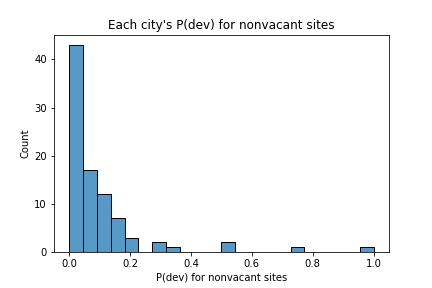 Each city's P(dev) for nonvacant sites
40
30
20
10
0
Count
0.0 0.2 0.4 0.6 0.8 1.0
P(dev) for nonvacant sites